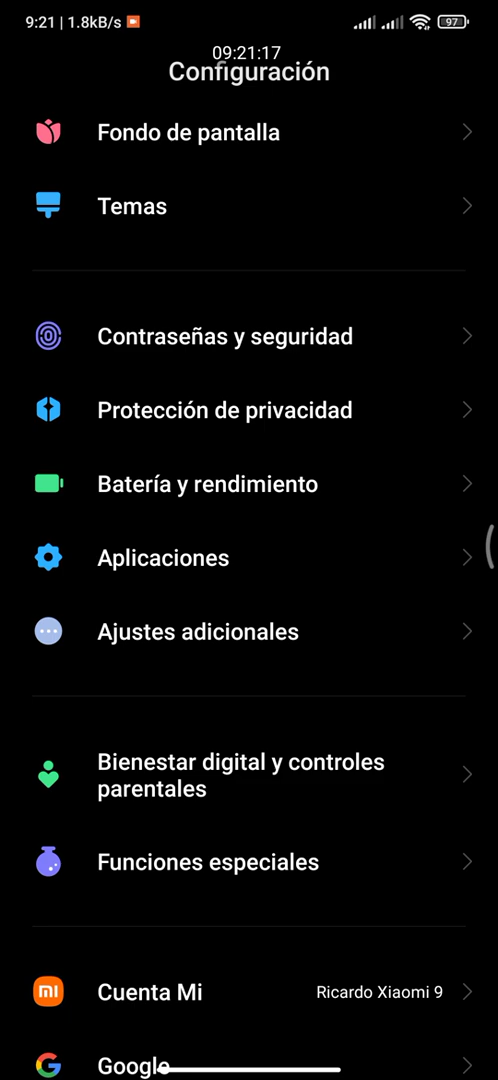 9:21 | 1.8kB/s 97
09:21:17
Configuración
Fondo de pantalla
Temas
Contraseñas y seguridad
Protección de privacidad
Batería y rendimiento
Aplicaciones
Ajustes adicionales
Bienestar digital y controles
parentales
Funciones especiales
mi Cuenta Mi Ricardo Xiaomi 9
Google